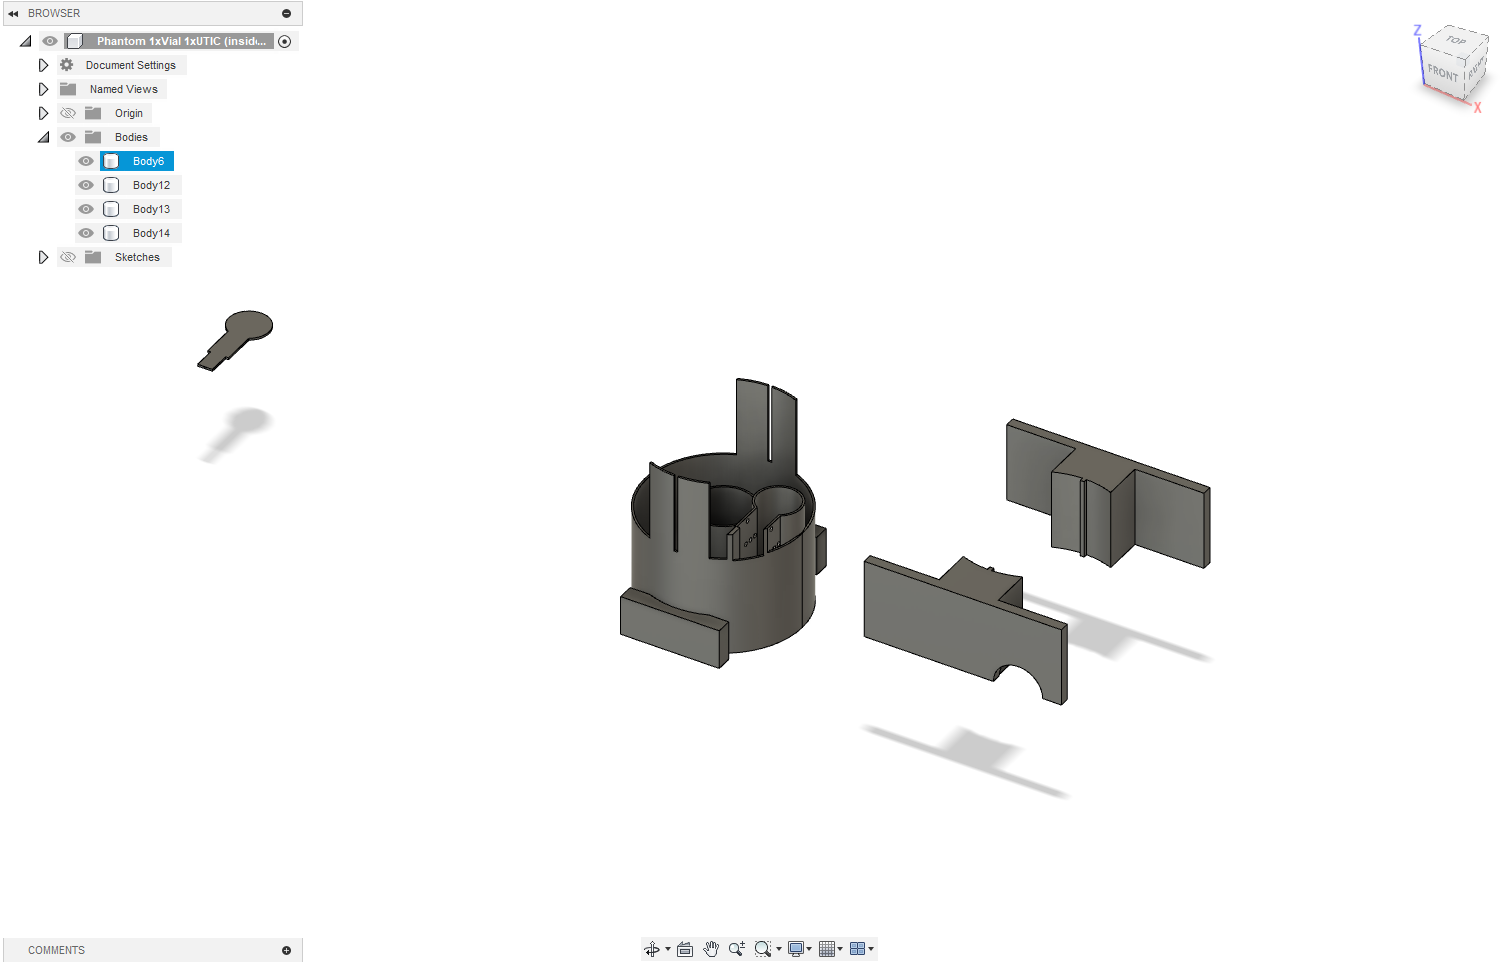 BROWSER
Phantom 1xVial 1xUTIC (insid...
Document Settings
Named Views
Origin
Bodies
Body6
Body12
Body13
Body14
Sketches
Z
TOP
FRONT
RIGHT
X
COMMENTS